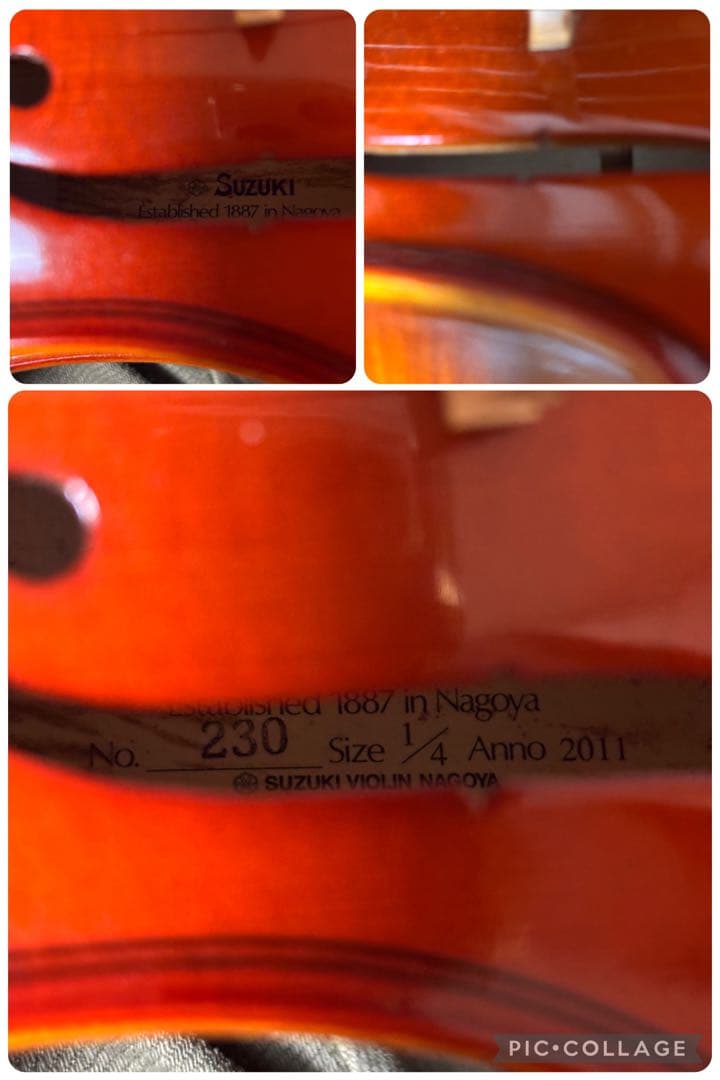 SUZUKI
Established 1887 in Nagoya
Established 1887 in Nagoya
No. 230 Size 1/4 Anno 2011
SUZUKI VIOLIN NAGOYA
PIC•COLLAGE